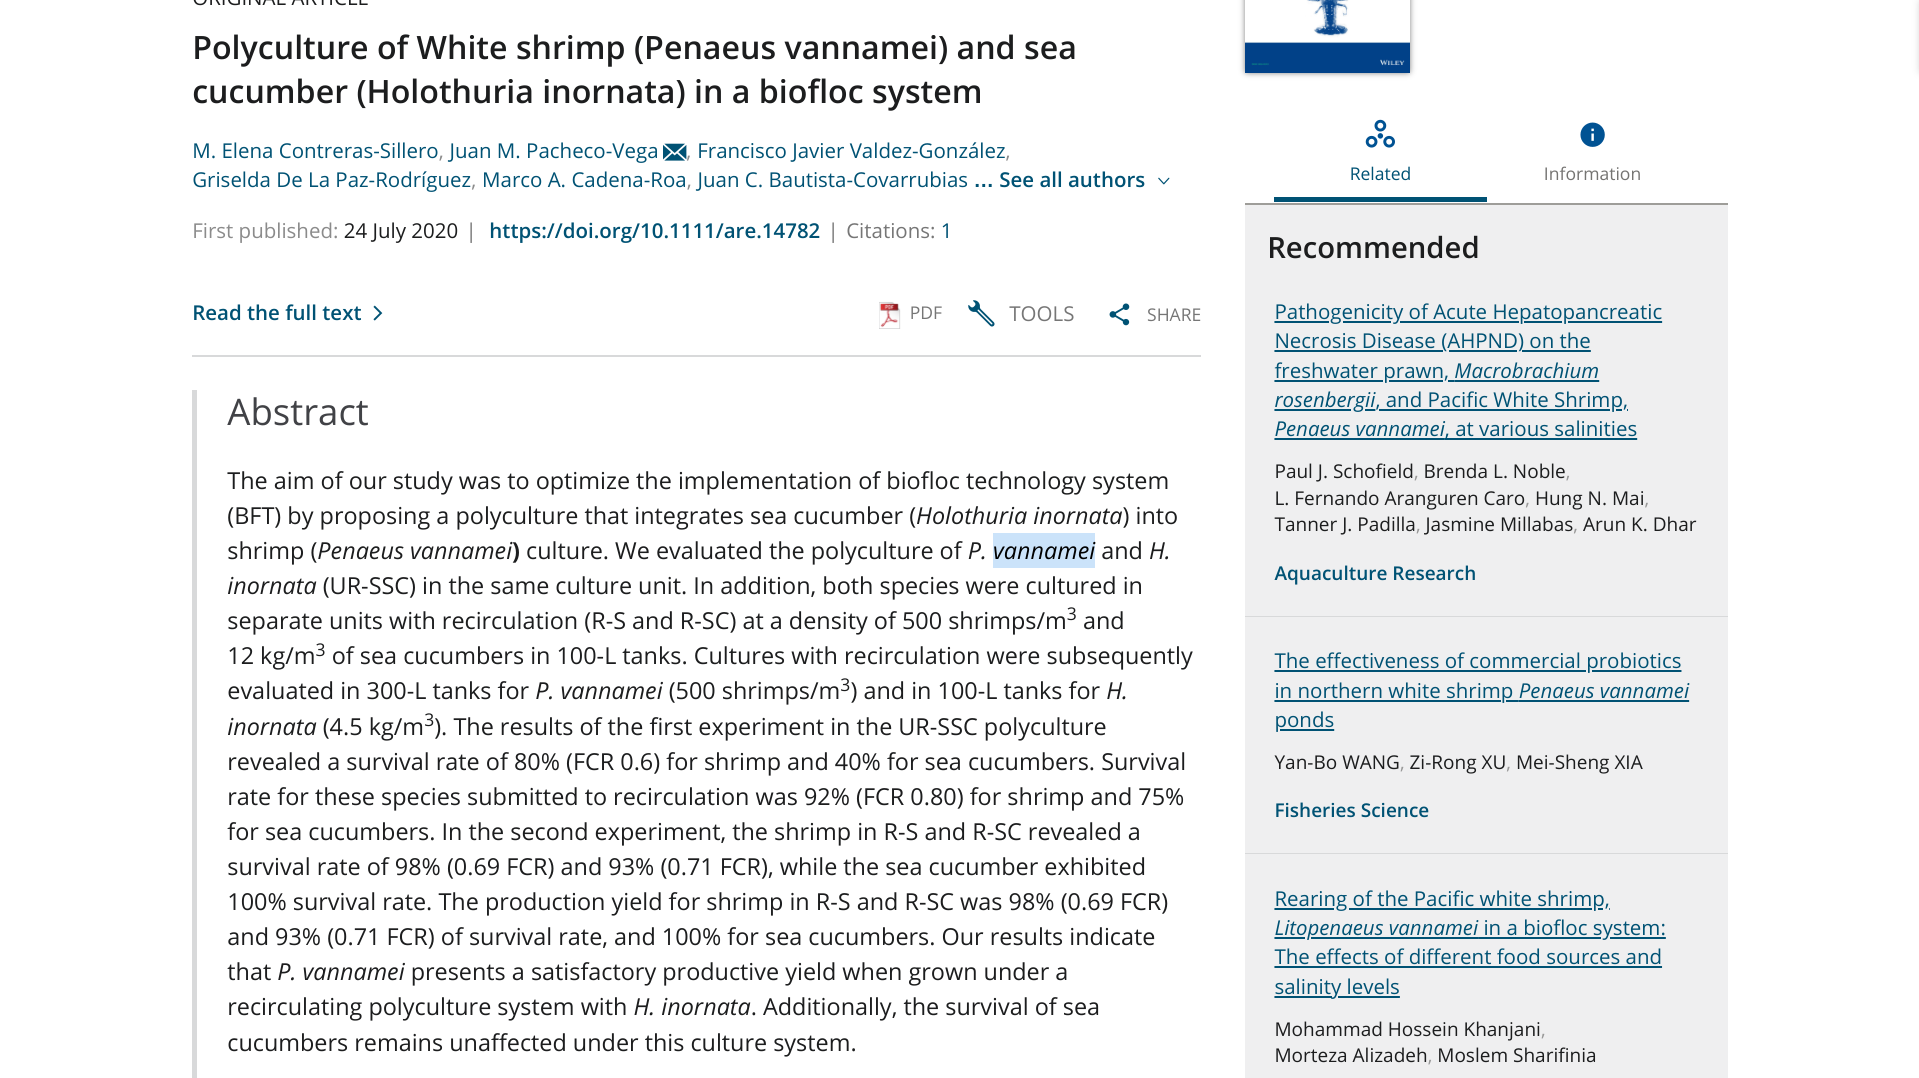 ORIGINAL ARTICLE
Polyculture of White shrimp (Penaeus vannamei) and sea
cucumber (Holothuria inornata) in a biofloc system
M. Elena Contreras-Sillero, Juan M. Pacheco-Vega, Francisco Javier Valdez-González,
Griselda De La Paz-Rodríguez, Marco A. Cadena-Roa, Juan C. Bautista-Covarrubias ... See all authors
First published: 24 July 2020 | https://doi.org/10.1111/are.14782 | Citations: 1
Read the full text
PDF TOOLS SHARE
Abstract
The aim of our study was to optimize the implementation of biofloc technology system
(BFT) by proposing a polyculture that integrates sea cucumber (Holothuria inornata) into
shrimp (Penaeus vannamei) culture. We evaluated the polyculture of P. vannamei and H.
inornata (UR-SSC) in the same culture unit. In addition, both species were cultured in
separate units with recirculation (R-S and R-SC) at a density of 500 shrimps/m³ and
12 kg/m³ of sea cucumbers in 100-L tanks. Cultures with recirculation were subsequently
evaluated in 300-L tanks for P. vannamei (500 shrimps/m³) and in 100-L tanks for H.
inornata (4.5 kg/m³). The results of the first experiment in the UR-SSC polyculture
revealed a survival rate of 80% (FCR 0.6) for shrimp and 40% for sea cucumbers. Survival
rate for these species submitted to recirculation was 92% (FCR 0.80) for shrimp and 75%
for sea cucumbers. In the second experiment, the shrimp in R-S and R-SC revealed a
survival rate of 98% (0.69 FCR) and 93% (0.71 FCR), while the sea cucumber exhibited
100% survival rate. The production yield for shrimp in R-S and R-SC was 98% (0.69 FCR)
and 93% (0.71 FCR) of survival rate, and 100% for sea cucumbers. Our results indicate
that P. vannamei presents a satisfactory productive yield when grown under a
recirculating polyculture system with H. inornata. Additionally, the survival of sea
cucumbers remains unaffected under this culture system.
WILEY
Related
Information
Recommended
Pathogenicity of Acute Hepatopancreatic
Necrosis Disease (AHPND) on the
freshwater prawn, Macrobrachium
rosenbergii, and Pacific White Shrimp,
Penaeus vannamei, at various salinities
Paul J. Schofield, Brenda L. Noble,
L. Fernando Aranguren Caro, Hung N. Mai,
Tanner J. Padilla, Jasmine Millabas, Arun K. Dhar
Aquaculture Research
The effectiveness of commercial probiotics
in northern white shrimp Penaeus vannamei
ponds
Yan-Bo WANG, Zi-Rong XU, Mei-Sheng XIA
Fisheries Science
Rearing of the Pacific white shrimp,
Litopenaeus vannamei in a biofloc system:
The effects of different food sources and
salinity levels
Mohammad Hossein Khanjani,
Morteza Alizadeh, Moslem Sharifinia